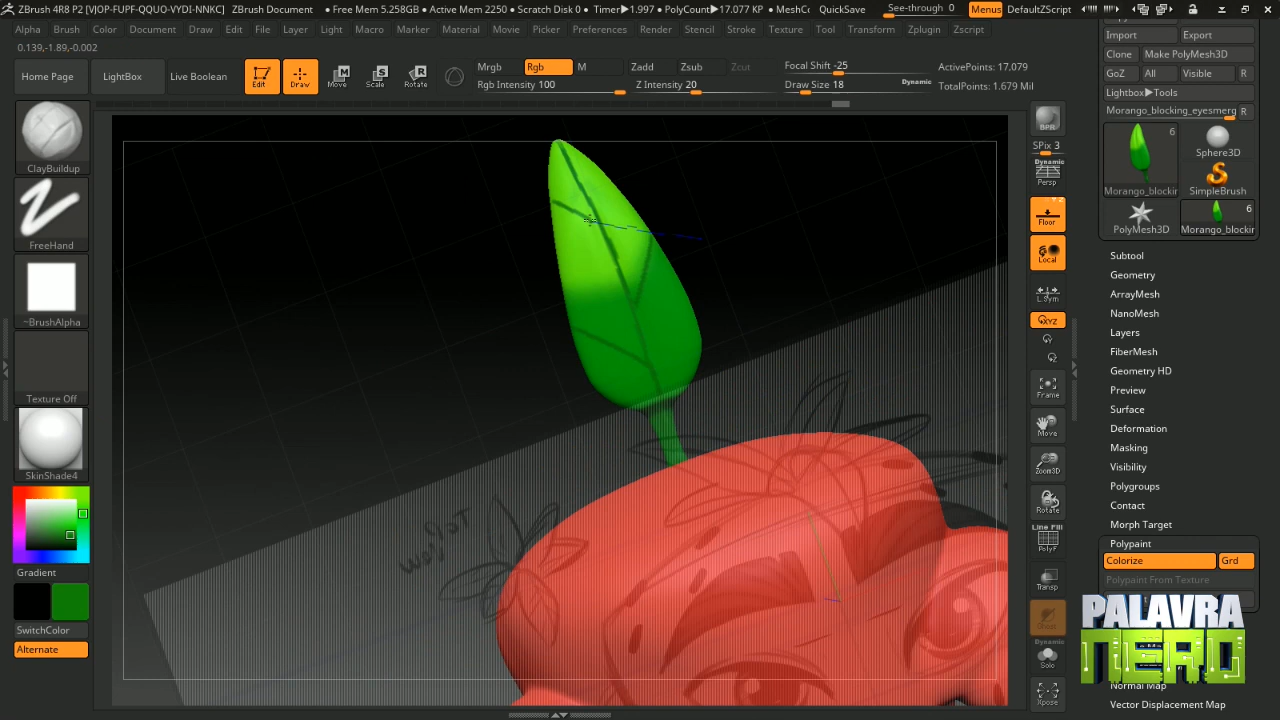 ZBrush 4R8 P2 [VJOP-FUPF-QQUO-VYDI-NNKC] ZBrush Document • Free Mem 5.258GB • Active Mem 2250 • Scratch Disk 0 • Timer▶1.997 • PolyCount▶17.077 KP • MeshCo QuickSave See-through 0 Menus DefaultZScript
Alpha Brush Color Document Draw Edit File Layer Light Macro Marker Material Movie Picker Preferences Render Stencil Stroke Texture Tool Transform Zplugin Zscript
0.139,-1.89,-0.002
Home Page LightBox Live Boolean Edit Draw Move Scale Rotate
Mrgb Rgb M Zadd Zsub Zcut Focal Shift -25 ActivePoints: 17.079
Rgb Intensity 100 Z Intensity 20 Draw Size 18 Dynamic TotalPoints: 1.679 Mil
ClayBuildup
FreeHand
~BrushAlpha
Texture Off
SkinShade4
Gradient
SwitchColor
Alternate
BPR
SPix 3
Dynamic
Persp
Floor
Local
L.Sym
XYZ
Frame
Move
Zoom3D
Rotate
Line Fill
PolyF
Transp
Dynamic
Solo
Xpose
Import Export
Clone Make PolyMesh3D
GoZ All Visible R
Lightbox▶Tools
Morango_blocking_eyesmerg R
6
Morango_blockir Sphere3D
SimpleBrush
6
PolyMesh3D Morango_blockir
Subtool
Geometry
ArrayMesh
NanoMesh
Layers
FiberMesh
Geometry HD
Preview
Surface
Deformation
Masking
Visibility
Polygroups
Contact
Morph Target
Polypaint
Colorize Grd
Polypaint From Texture
PALAVRA
NERD
Normal Map
Vector Displacement Map